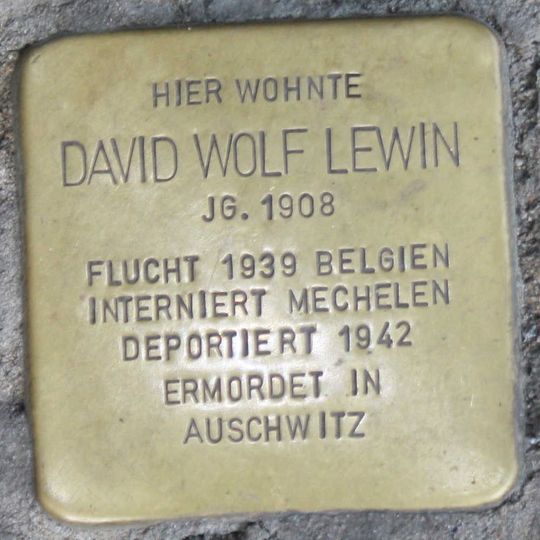 HIER WOHNTE
DAVID WOLF LEWIN
JG. 1908
FLUCHT 1939 BELGIEN
INTERNIERT MECHELEN
DEPORTIERT 1942
ERMORDET IN
AUSCHWITZ